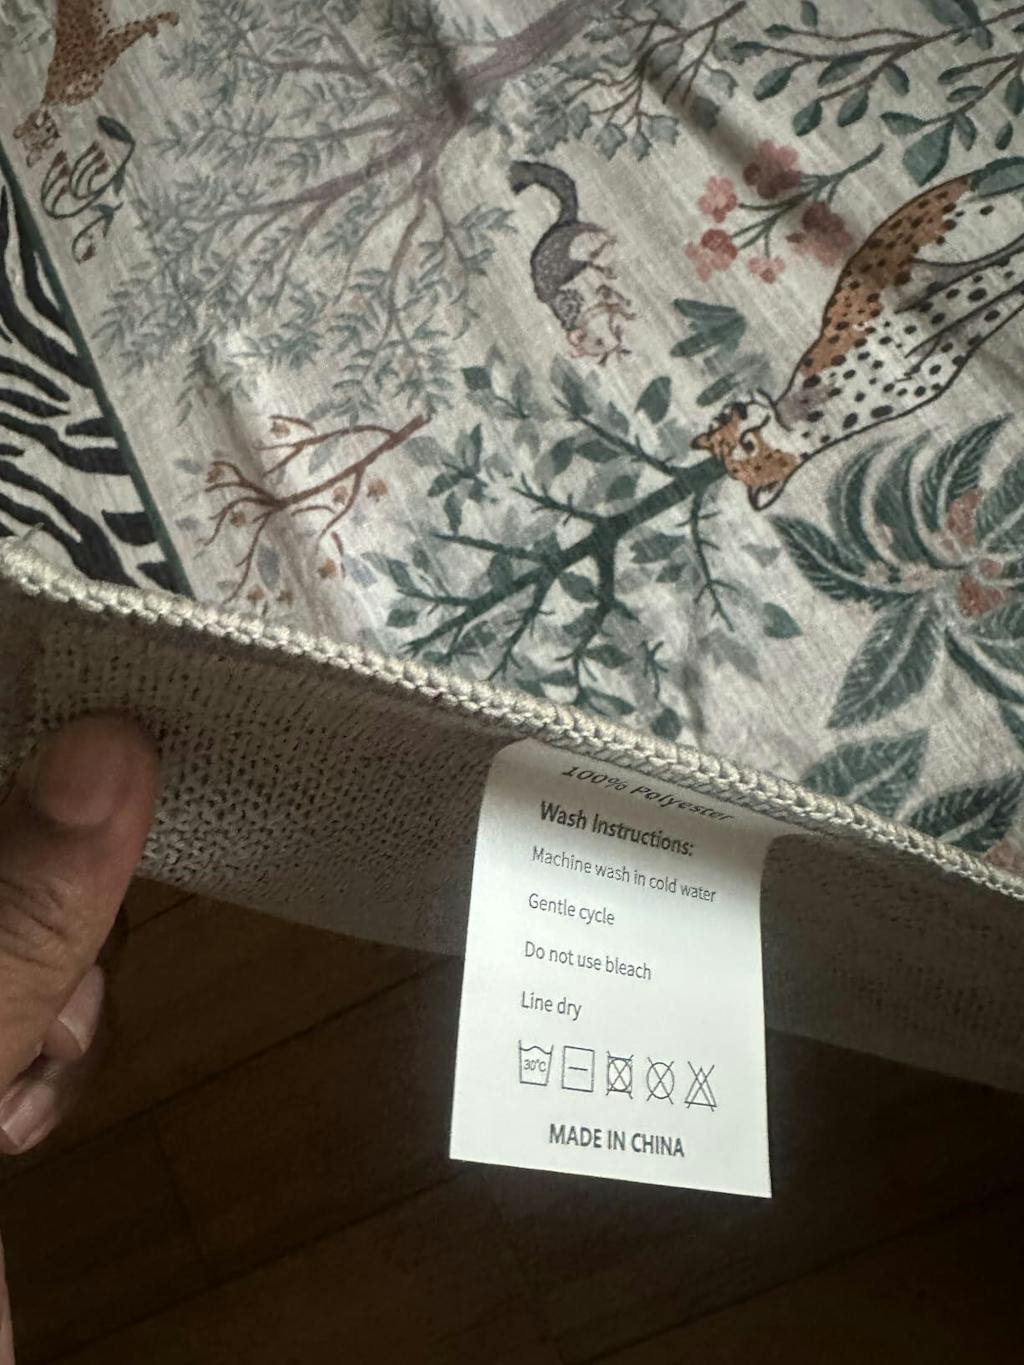 100% Polyester
Wash Instructions:
Machine wash in cold water
Gentle cycle
Do not use bleach
Line dry
30°C
MADE IN CHINA